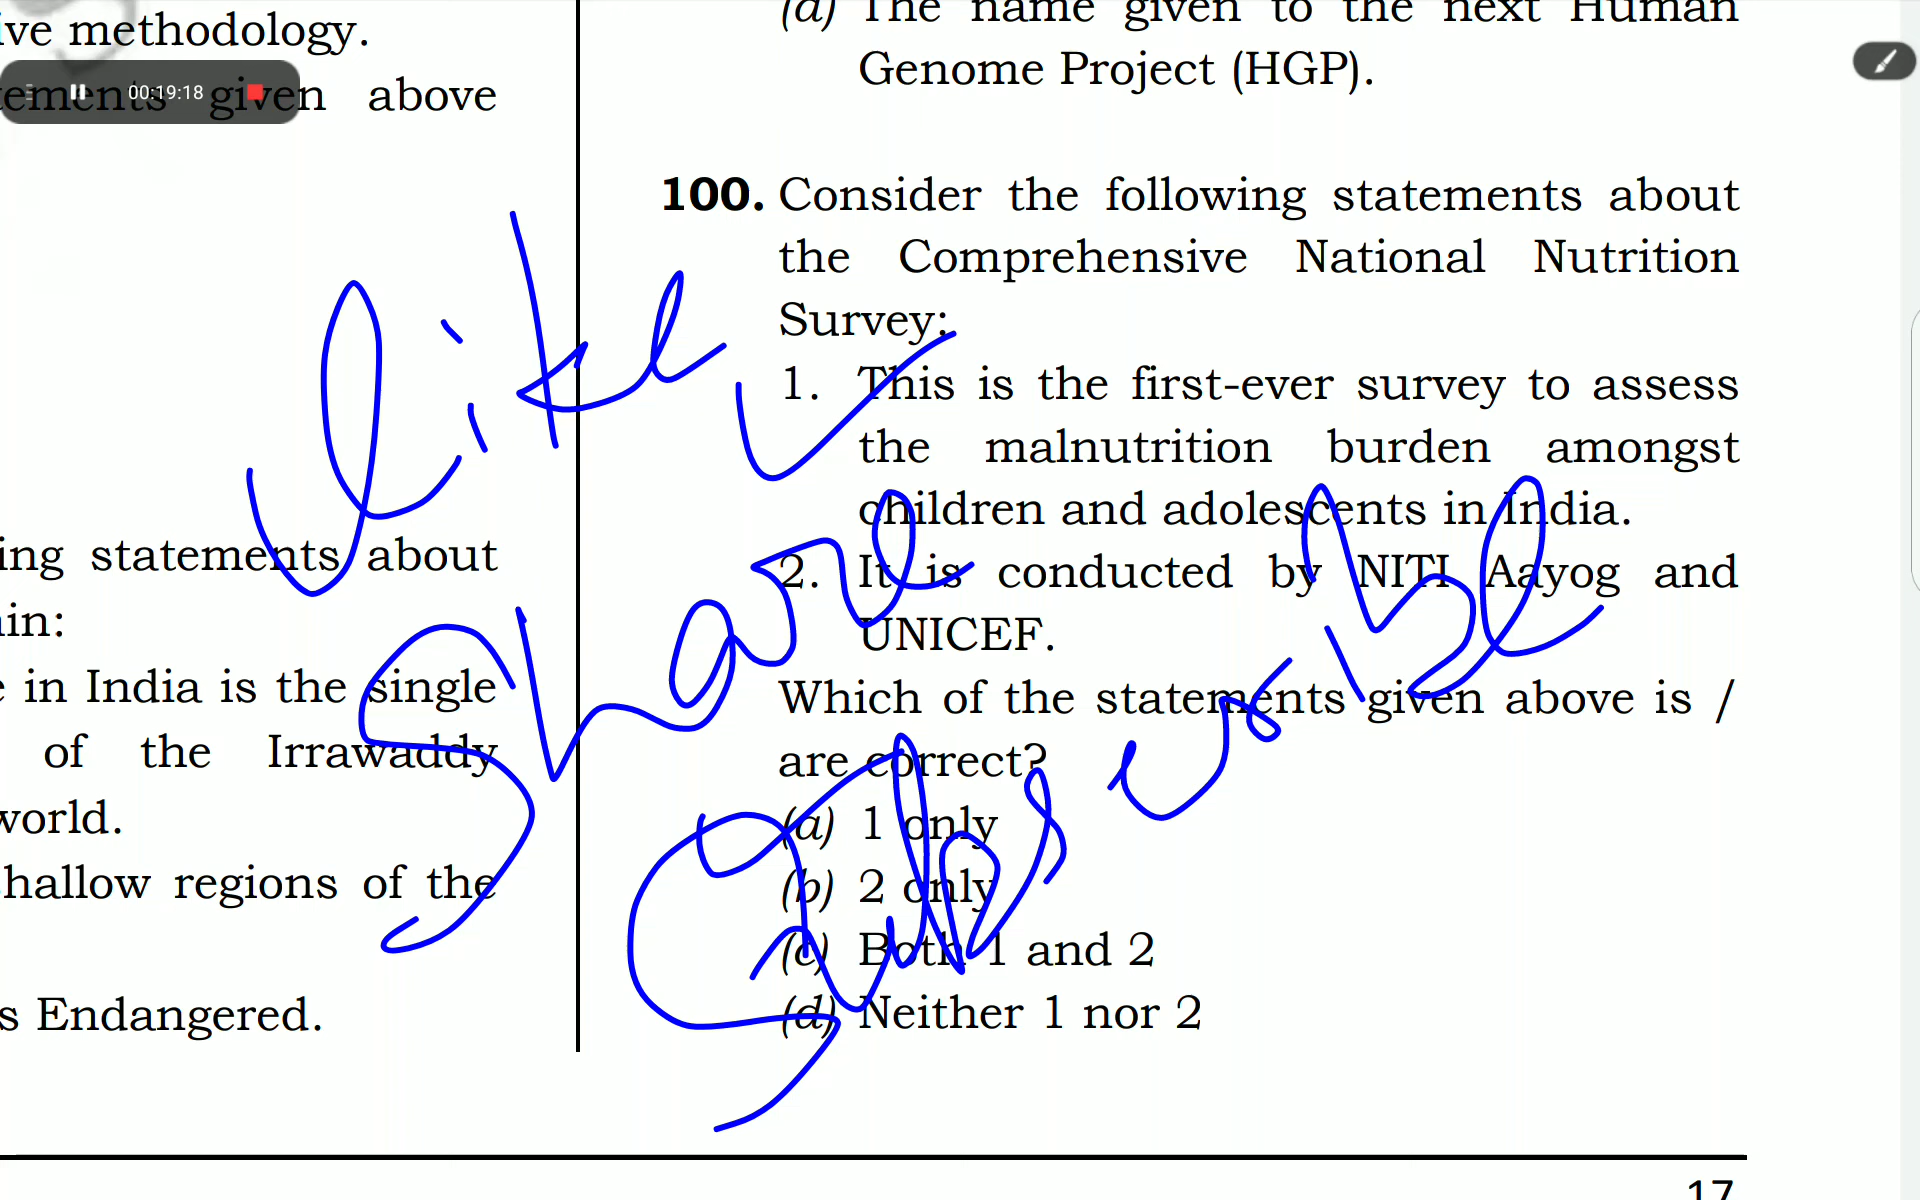 ive methodology.
00:19:18
tements given above
ing statements about
ain:
e in India is the single
of the Irrawaddy
world.
hallow regions of the
s Endangered.
(d) The name given to the next Human
Genome Project (HGP).
100. Consider the following statements about
the Comprehensive National Nutrition
Survey:
1. This is the first-ever survey to assess
the malnutrition burden amongst
children and adolescents in India.
2. It is conducted by NITI Aayog and
UNICEF.
Which of the statements given above is /
are correct?
(a) 1 only
(b) 2 only
(c) Both 1 and 2
(d) Neither 1 nor 2
like
share
Subscribe
17